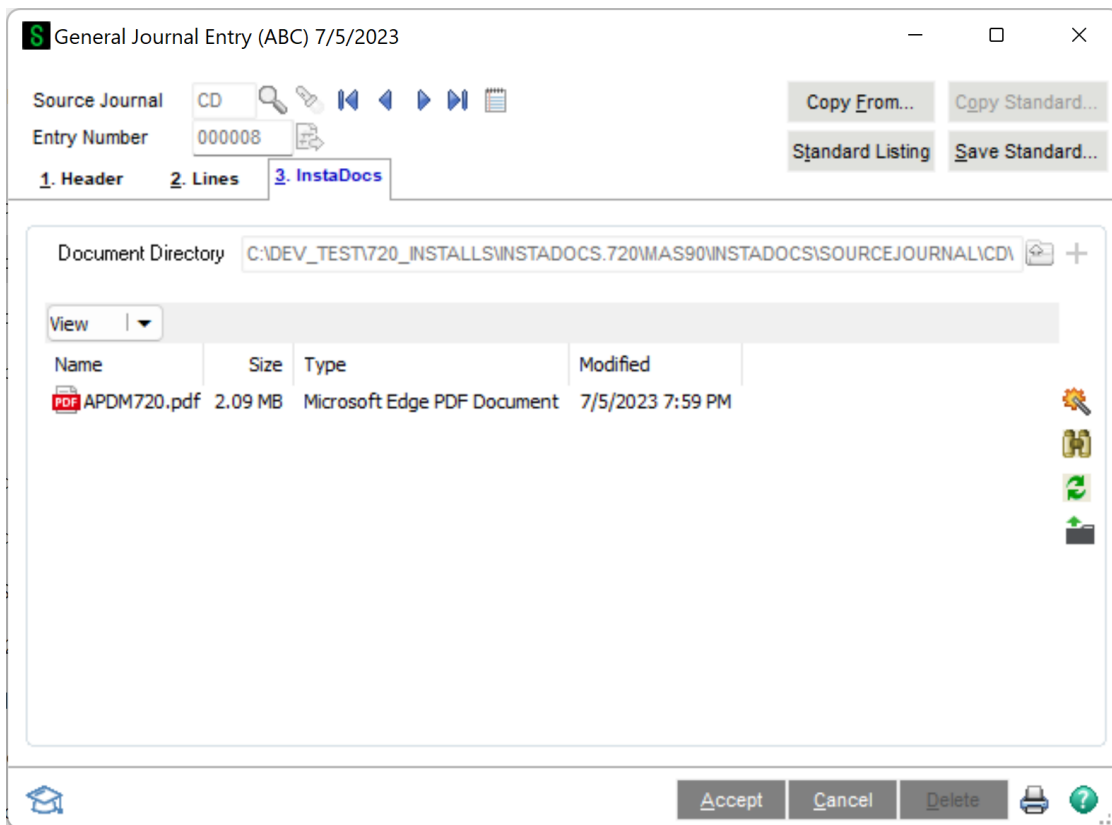 General Journal Entry (ABC) 7/5/2023
Source Journal CD
Copy From... Copy Standard...
Entry Number 000008
Standard Listing Save Standard...
1. Header 2. Lines 3. InstaDocs
Document Directory C:\DEV_TEST\720_INSTALLS\INSTADOCS.720\MAS90\INSTADOCS\SOURCEJOURNAL\CD\
View
Name Size Type Modified
PDF APDM720.pdf 2.09 MB Microsoft Edge PDF Document 7/5/2023 7:59 PM
Accept Cancel Delete